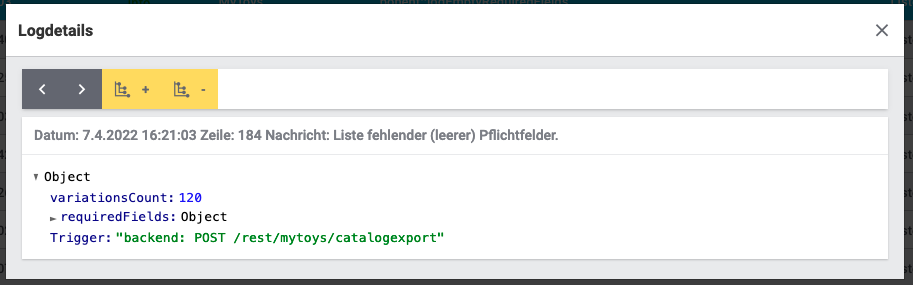 Logdetails
+ -
Datum: 7.4.2022 16:21:03 Zeile: 184 Nachricht: Liste fehlender (leerer) Pflichtfelder.
Object
variationsCount: 120
requiredFields: Object
Trigger: "backend: POST /rest/mytoys/catalogexport"